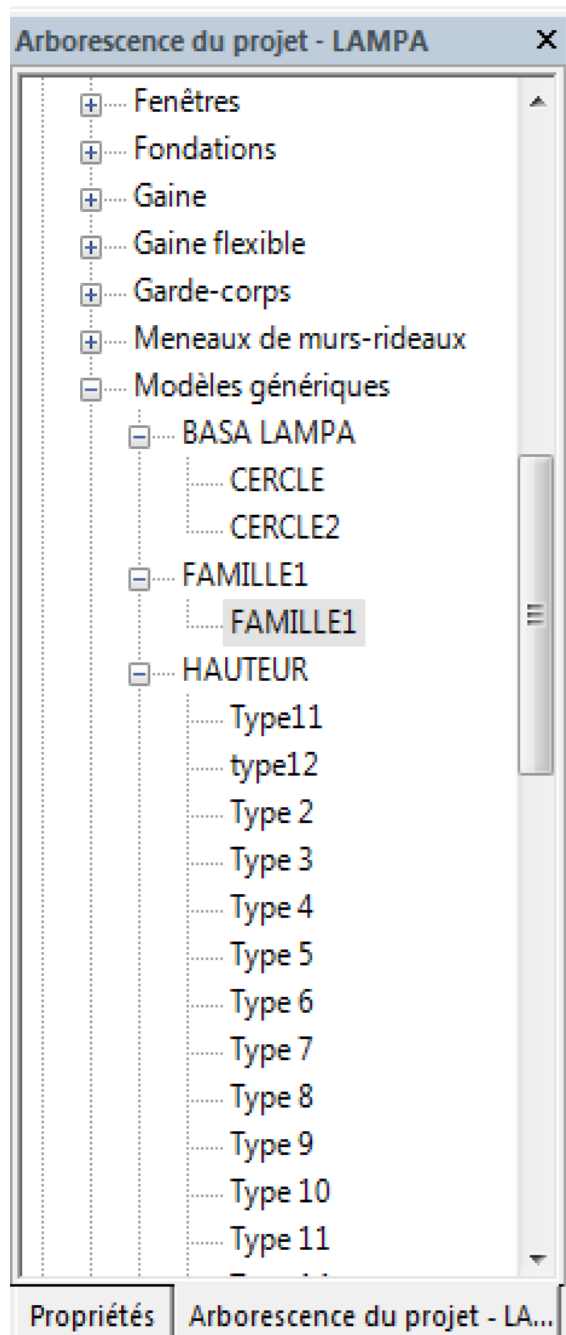 Arborescence du projet - LAMPA
Fenêtres
Fondations
Gaine
Gaine flexible
Garde-corps
Meneaux de murs-rideaux
Modèles génériques
BASA LAMPA
CERCLE
CERCLE2
FAMILLE1
FAMILLE1
HAUTEUR
Type11
type12
Type 2
Type 3
Type 4
Type 5
Type 6
Type 7
Type 8
Type 9
Type 10
Type 11
Propriétés
Arborescence du projet - LA...